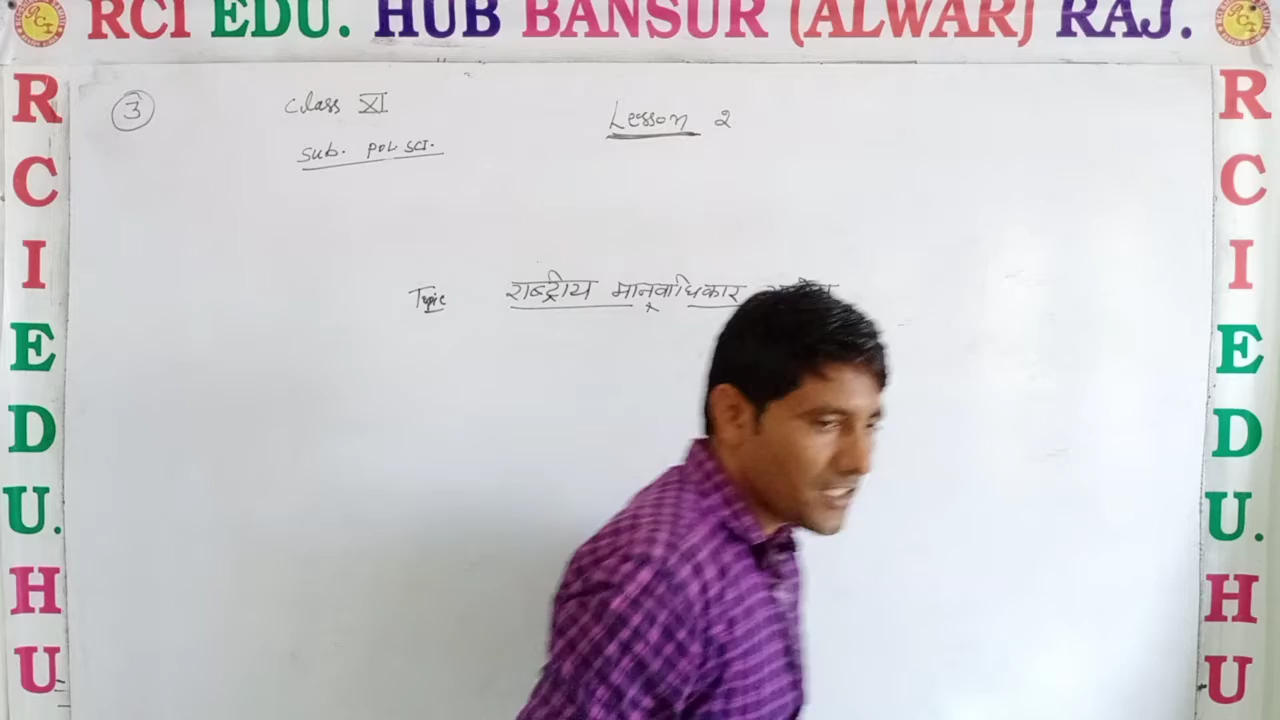 RCI EDU. HUB BANSUR (ALWAR) RAJ.
R
C
I
E
D
U.
H
U
3
Class XI
Sub. POL SCI.
Lesson 2
Topic राष्ट्रीय मानवाधिकार
R
C
I
E
D
U.
H
U